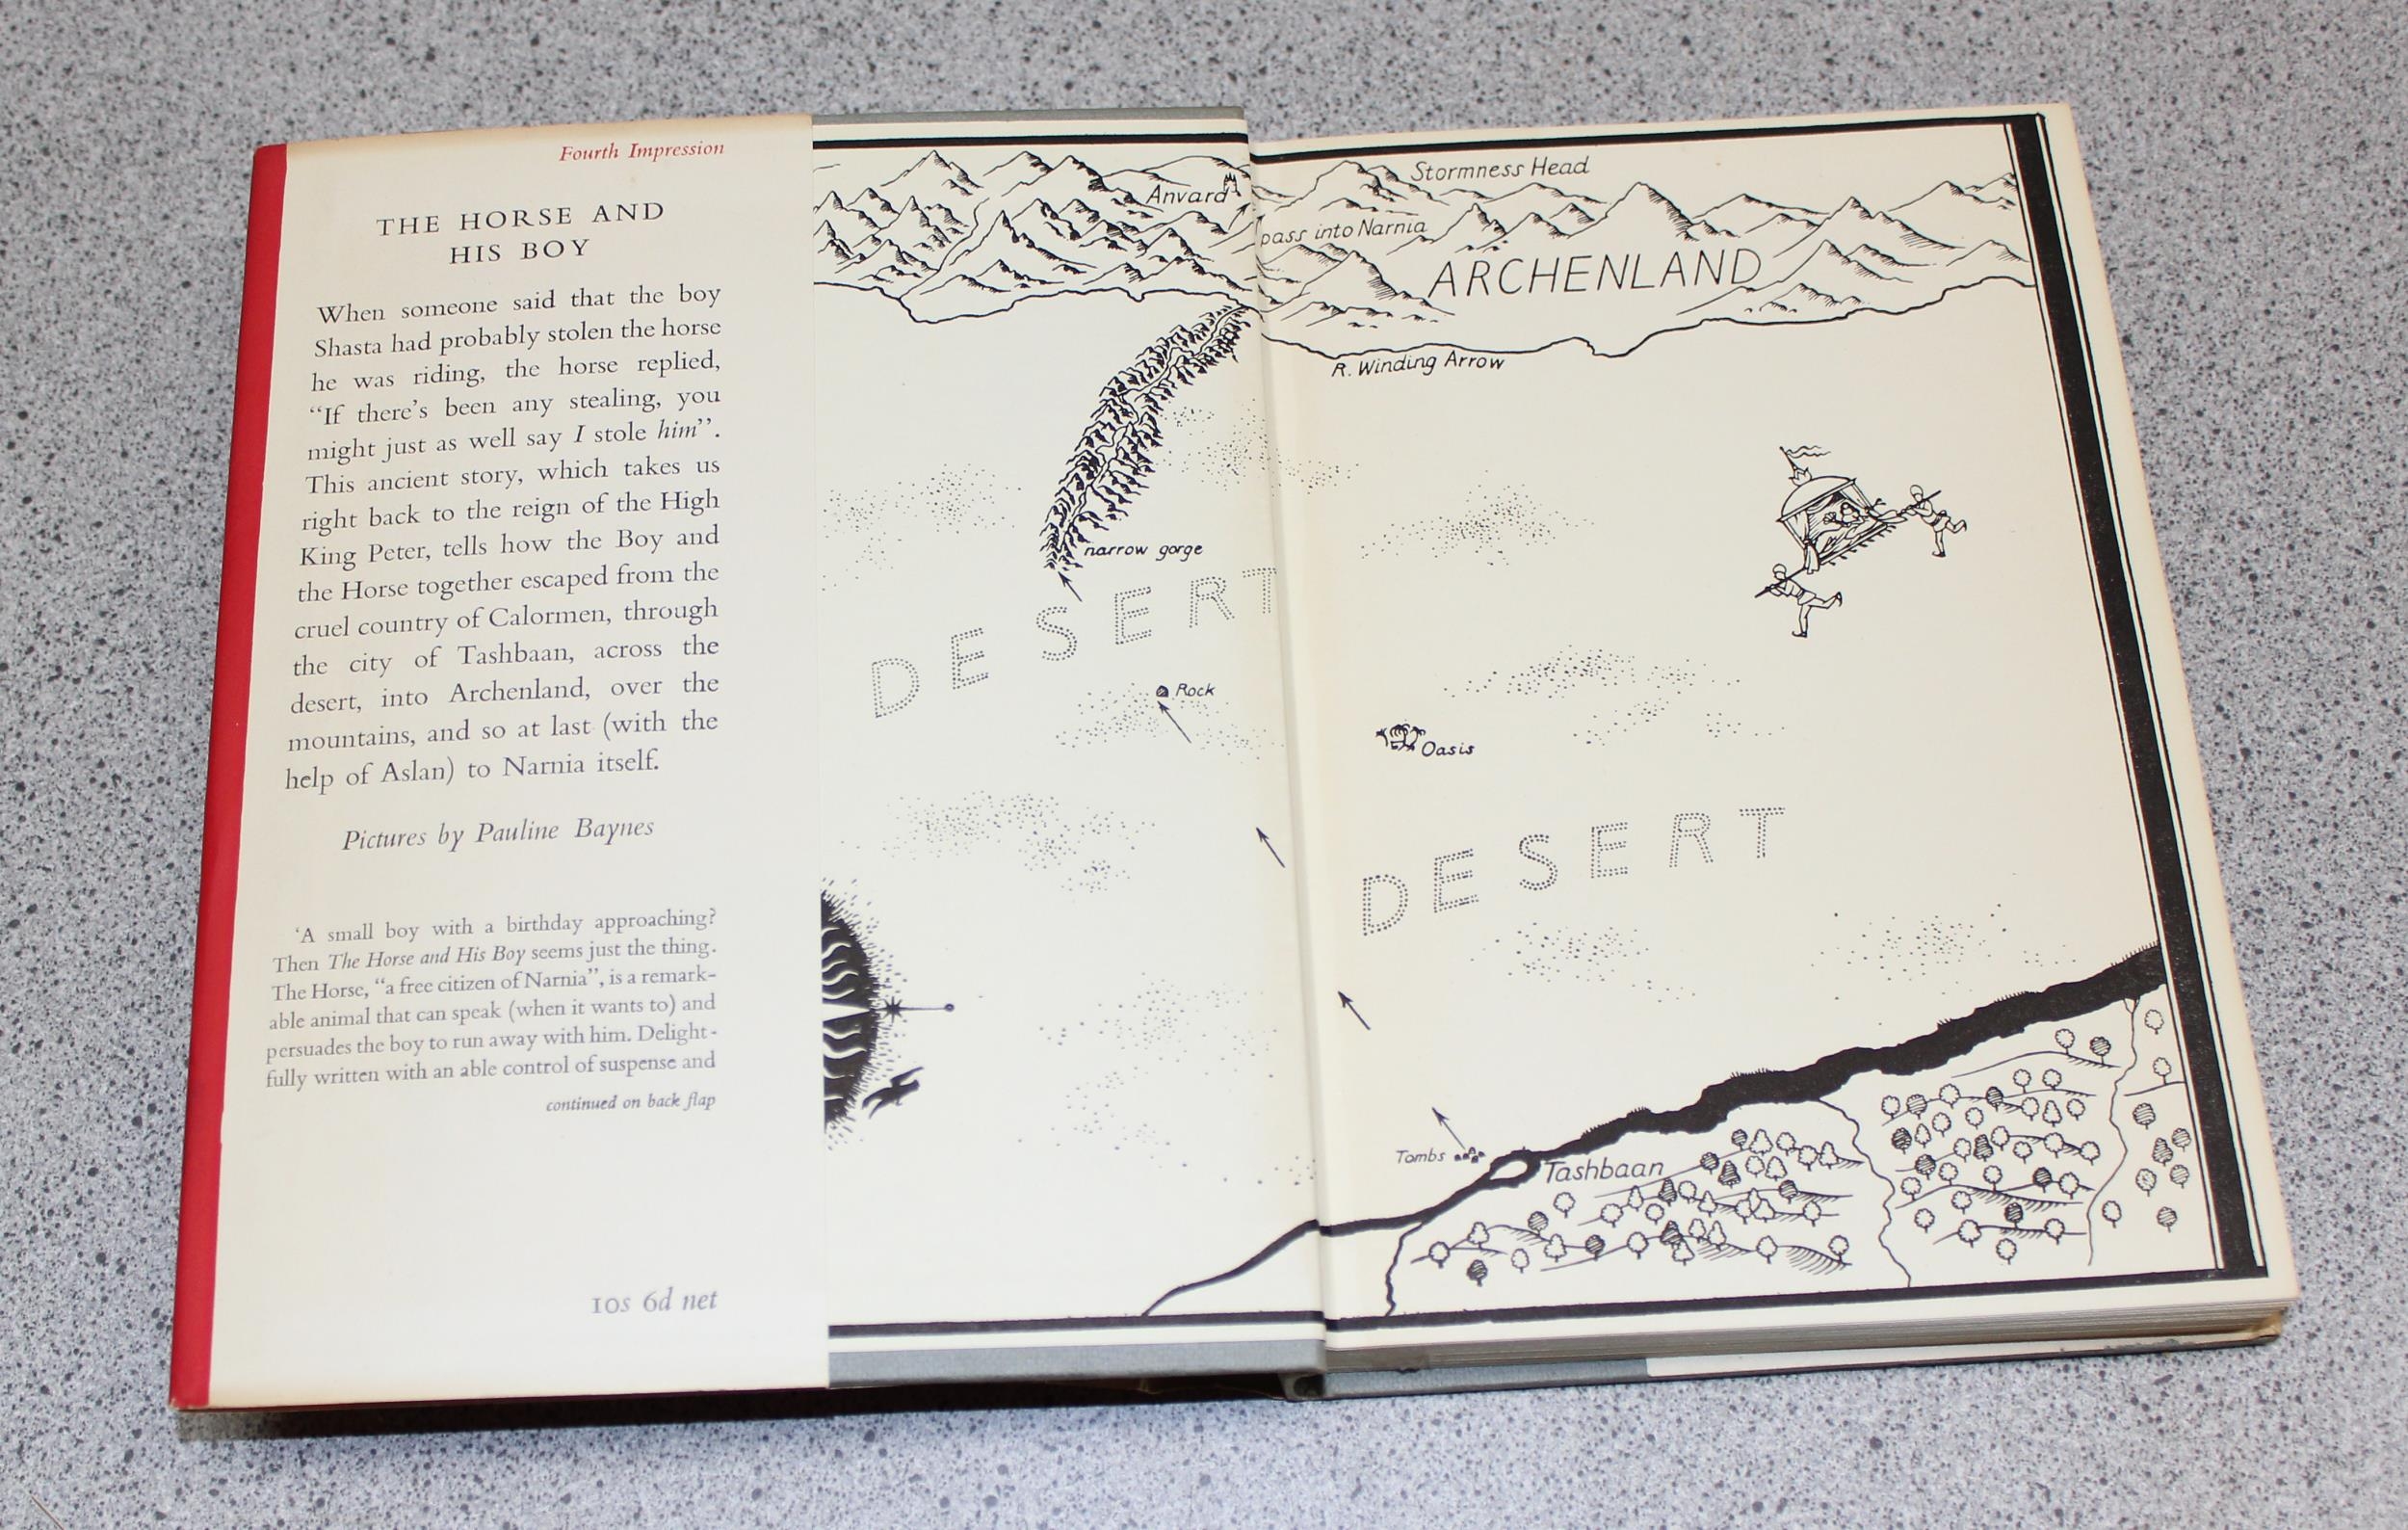 Fourth Impression
THE HORSE AND
HIS BOY
When someone said that the boy
Shasta had probably stolen the horse
he was riding, the horse replied,
“If there’s been any stealing, you
might just as well say I stole him”.
This ancient story, which takes us
right back to the reign of the High
King Peter, tells how the Boy and
the Horse together escaped from the
cruel country of Calormen, through
the city of Tashbaan, across the
desert, into Archenland, over the
mountains, and so at last (with the
help of Aslan) to Narnia itself.
Pictures by Pauline Baynes
‘A small boy with a birthday approaching?
Then The Horse and His Boy seems just the thing.
The Horse, “a free citizen of Narnia”, is a remark-
able animal that can speak (when it wants to) and
persuades the boy to run away with him. Delight-
fully written with an able control of suspense and
continued on back flap
10s 6d net
Stormness Head
Anvard
pass into Narnia
ARCHENLAND
R. Winding Arrow
narrow gorge
DESERT
Rock
Oasis
DESERT
Tombs
Tashbaan